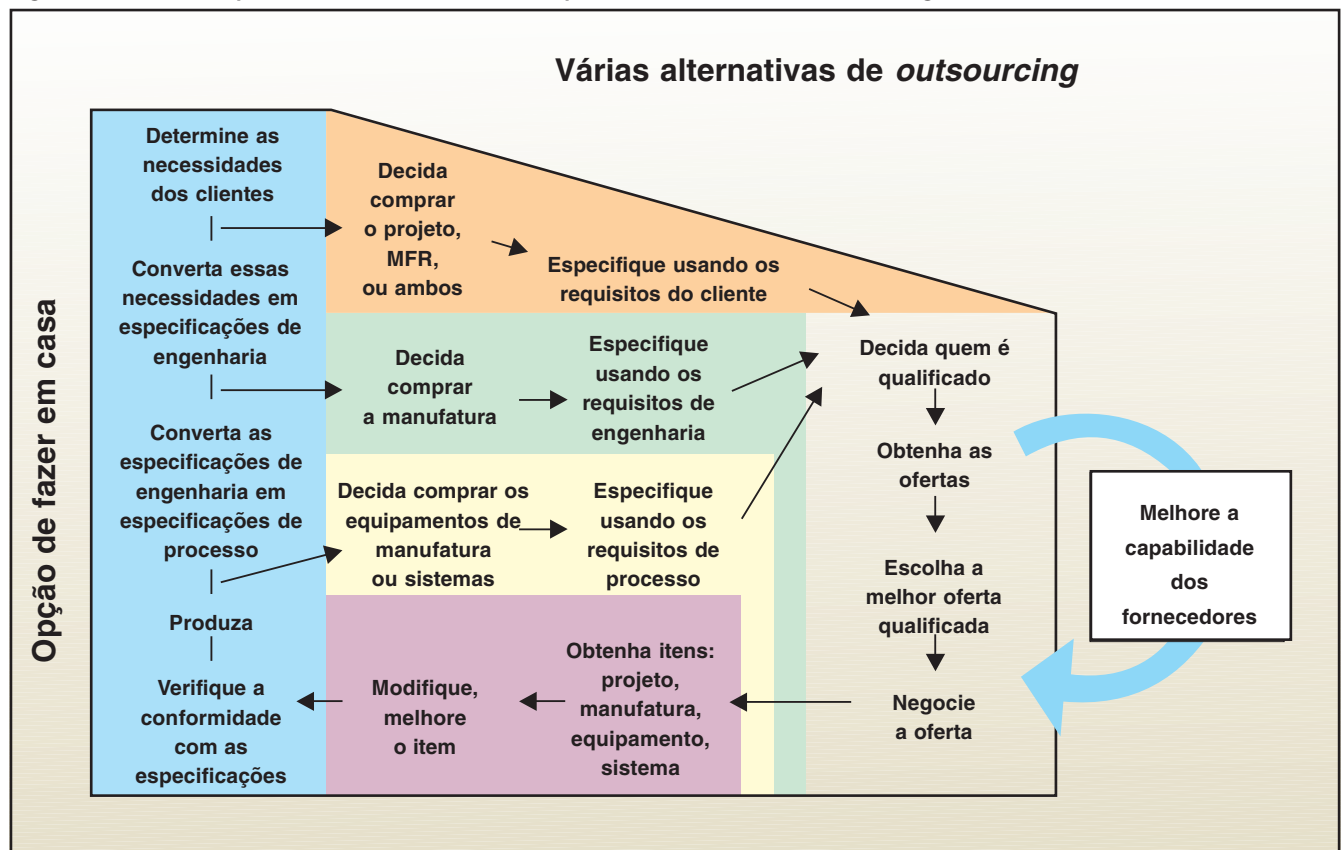 Várias alternativas de outsourcing
Opção de fazer em casa
Determine as
necessidades
dos clientes
Converta essas
necessidades em
especificações de
engenharia
Converta as
especificações de
engenharia em
especificações de
processo
Produza
Verifique a
conformidade
com as
especificações
Decida
comprar
o projeto,
MFR,
ou ambos
Especifique usando os
requisitos do cliente
Decida
comprar
a manufatura
Especifique
usando os
requisitos de
engenharia
Decida comprar os
equipamentos de
manufatura
ou sistemas
Especifique
usando os
requisitos de
processo
Modifique,
melhore
o item
Obtenha itens:
projeto,
manufatura,
equipamento,
sistema
Decida quem é
qualificado
Obtenha as
ofertas
Escolha a
melhor oferta
qualificada
Negocie
a oferta
Melhore a
capabilidade
dos
fornecedores